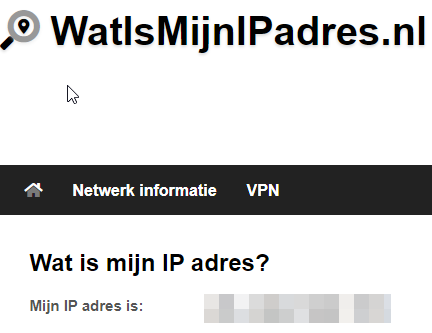 WatIsMijnIPadres.nl
Netwerk informatie VPN
Wat is mijn IP adres?
Mijn IP adres is: